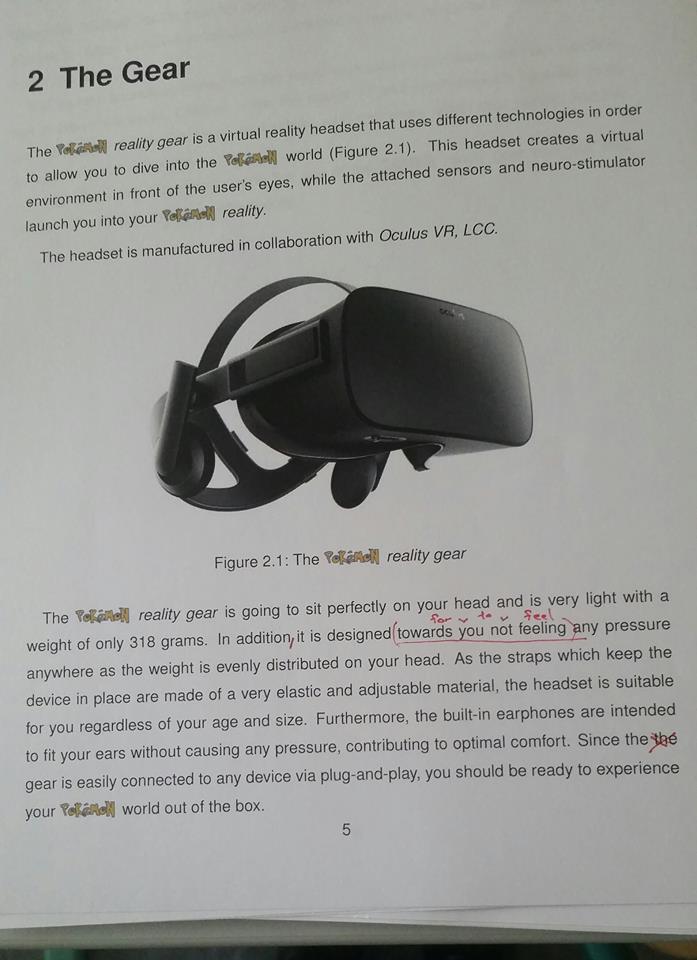 2 The Gear
The Pokémon reality gear is a virtual reality headset that uses different technologies in order
to allow you to dive into the Pokémon world (Figure 2.1). This headset creates a virtual
environment in front of the user's eyes, while the attached sensors and neuro-stimulator
launch you into your Pokémon reality.
The headset is manufactured in collaboration with Oculus VR, LCC.
oculus
Figure 2.1: The Pokémon reality gear
The Pokémon reality gear is going to sit perfectly on your head and is very light with a
for to feel
weight of only 318 grams. In addition, it is designed (towards you not feeling) any pressure
anywhere as the weight is evenly distributed on your head. As the straps which keep the
device in place are made of a very elastic and adjustable material, the headset is suitable
for you regardless of your age and size. Furthermore, the built-in earphones are intended
to fit your ears without causing any pressure, contributing to optimal comfort. Since the the
gear is easily connected to any device via plug-and-play, you should be ready to experience
your Pokémon world out of the box.
5